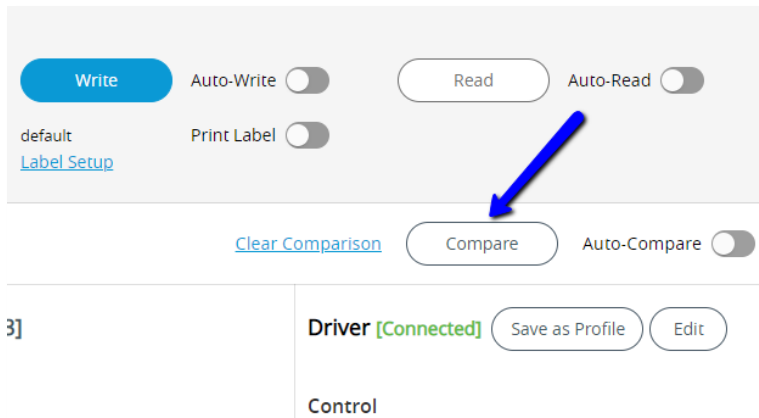 Write Auto-Write Read Auto-Read
default Print Label
Label Setup
Clear Comparison Compare Auto-Compare
3] Driver [Connected] Save as Profile Edit
Control